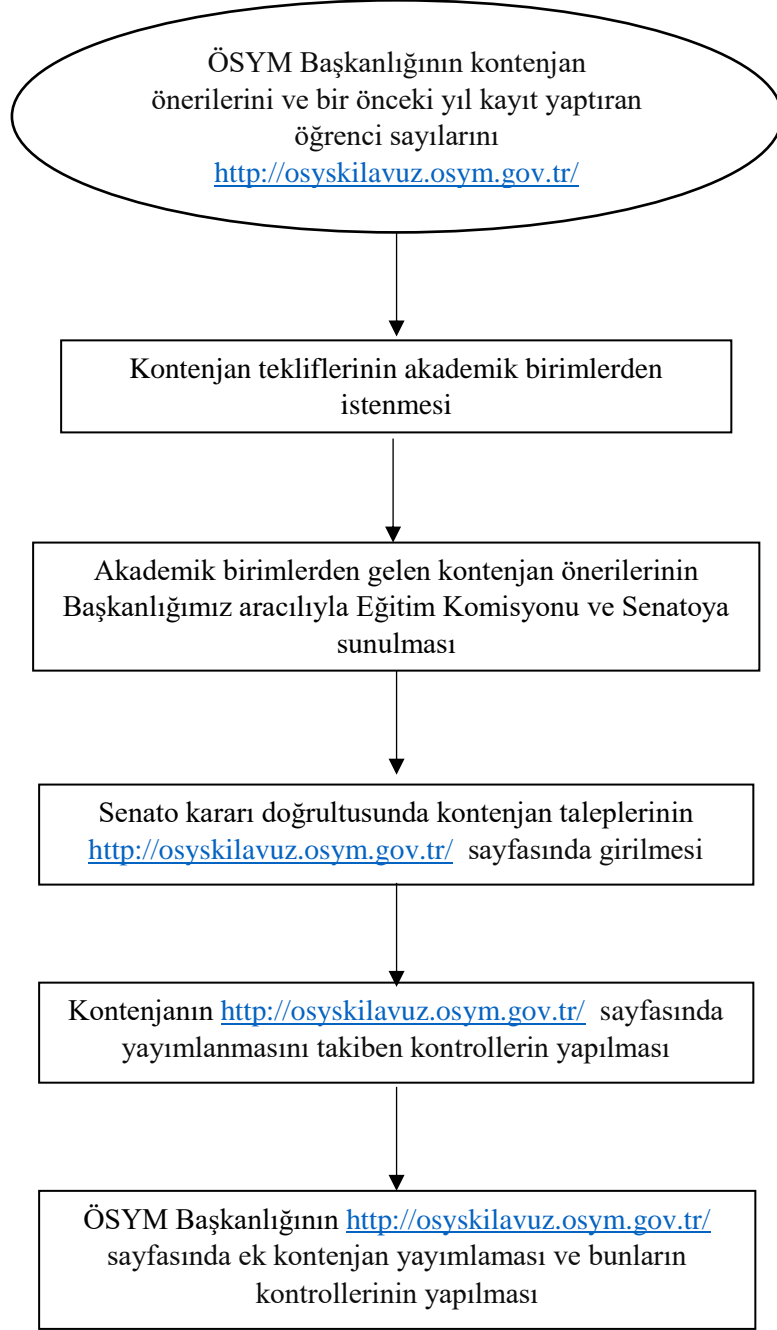 ÖSYM Başkanlığının kontenjan
önerilerini ve bir önceki yıl kayıt yaptıran
öğrenci sayılarını
http://osyskilavuz.osym.gov.tr/
Kontenjan tekliflerinin akademik birimlerden
istenmesi
Akademik birimlerden gelen kontenjan önerilerinin
Başkanlığımız aracılıyla Eğitim Komisyonu ve Senatoya
sunulması
Senato kararı doğrultusunda kontenjan taleplerinin
http://osyskilavuz.osym.gov.tr/ sayfasında girilmesi
Kontenjanın http://osyskilavuz.osym.gov.tr/ sayfasında
yayımlanmasını takiben kontrollerin yapılması
ÖSYM Başkanlığının http://osyskilavuz.osym.gov.tr/
sayfasında ek kontenjan yayımlaması ve bunların
kontrollerinin yapılması